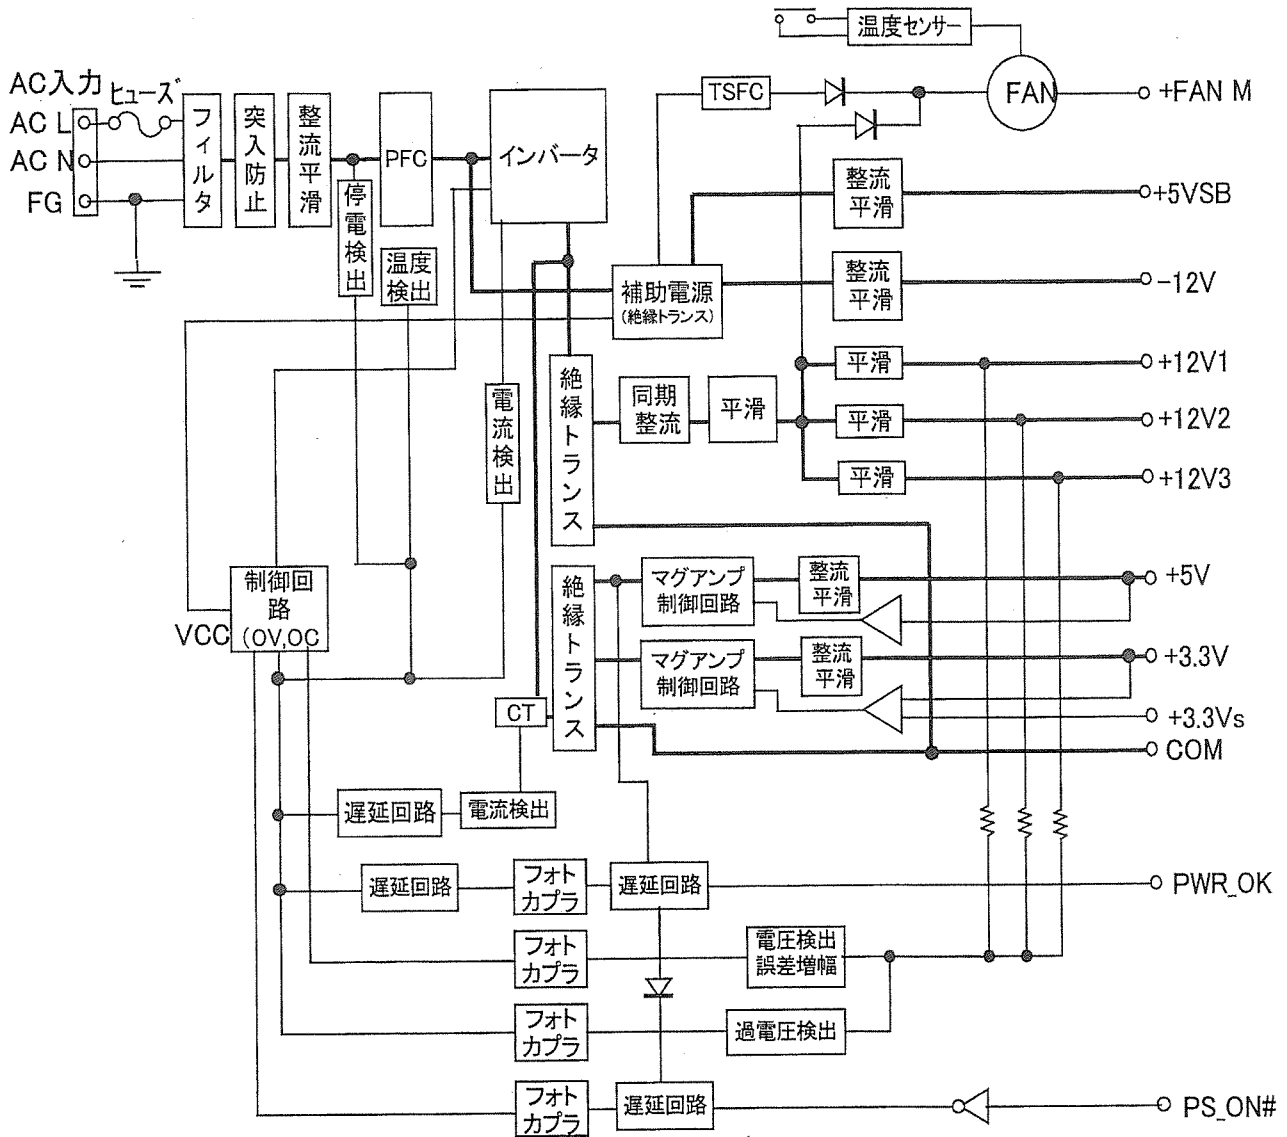 温度センサー
AC入力
ヒューズ
TSFC
FAN
+FAN M
AC L
AC N
FG
フィルタ
突入防止
整流平滑
PFC
インバータ
停電検出
温度
検出
整流
平滑
+5VSB
補助電源
(絶縁トランス)
整流
平滑
-12V
平滑
+12V1
絶縁トランス
同期
整流
平滑
平滑
+12V2
電流検出
平滑
+12V3
制御回
路
(OV,OC
VCC
絶縁トランス
マグアンプ
制御回路
整流
平滑
+5V
マグアンプ
制御回路
整流
平滑
+3.3V
+3.3Vs
CT
COM
遅延回路
電流検出
遅延回路
フォト
カプラ
遅延回路
PWR_OK
フォト
カプラ
電圧検出
誤差増幅
フォト
カプラ
過電圧検出
フォト
カプラ
遅延回路
PS_ON#